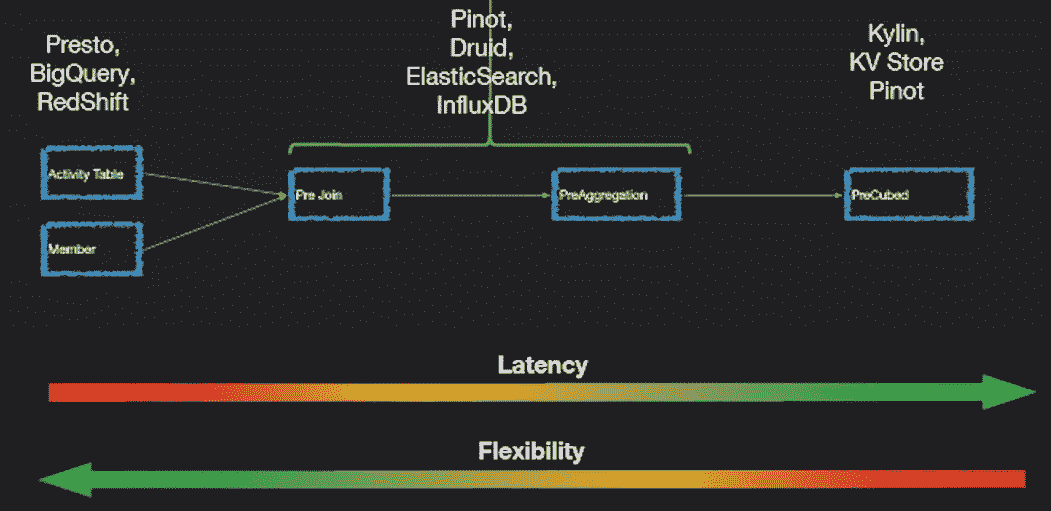 Presto,
BigQuery,
RedShift
Pinot,
Druid,
ElasticSearch,
InfluxDB
Kylin,
KV Store
Pinot
Activity Table
Member
Pre Join
PreAggregation
PreCubed
Latency
Flexibility